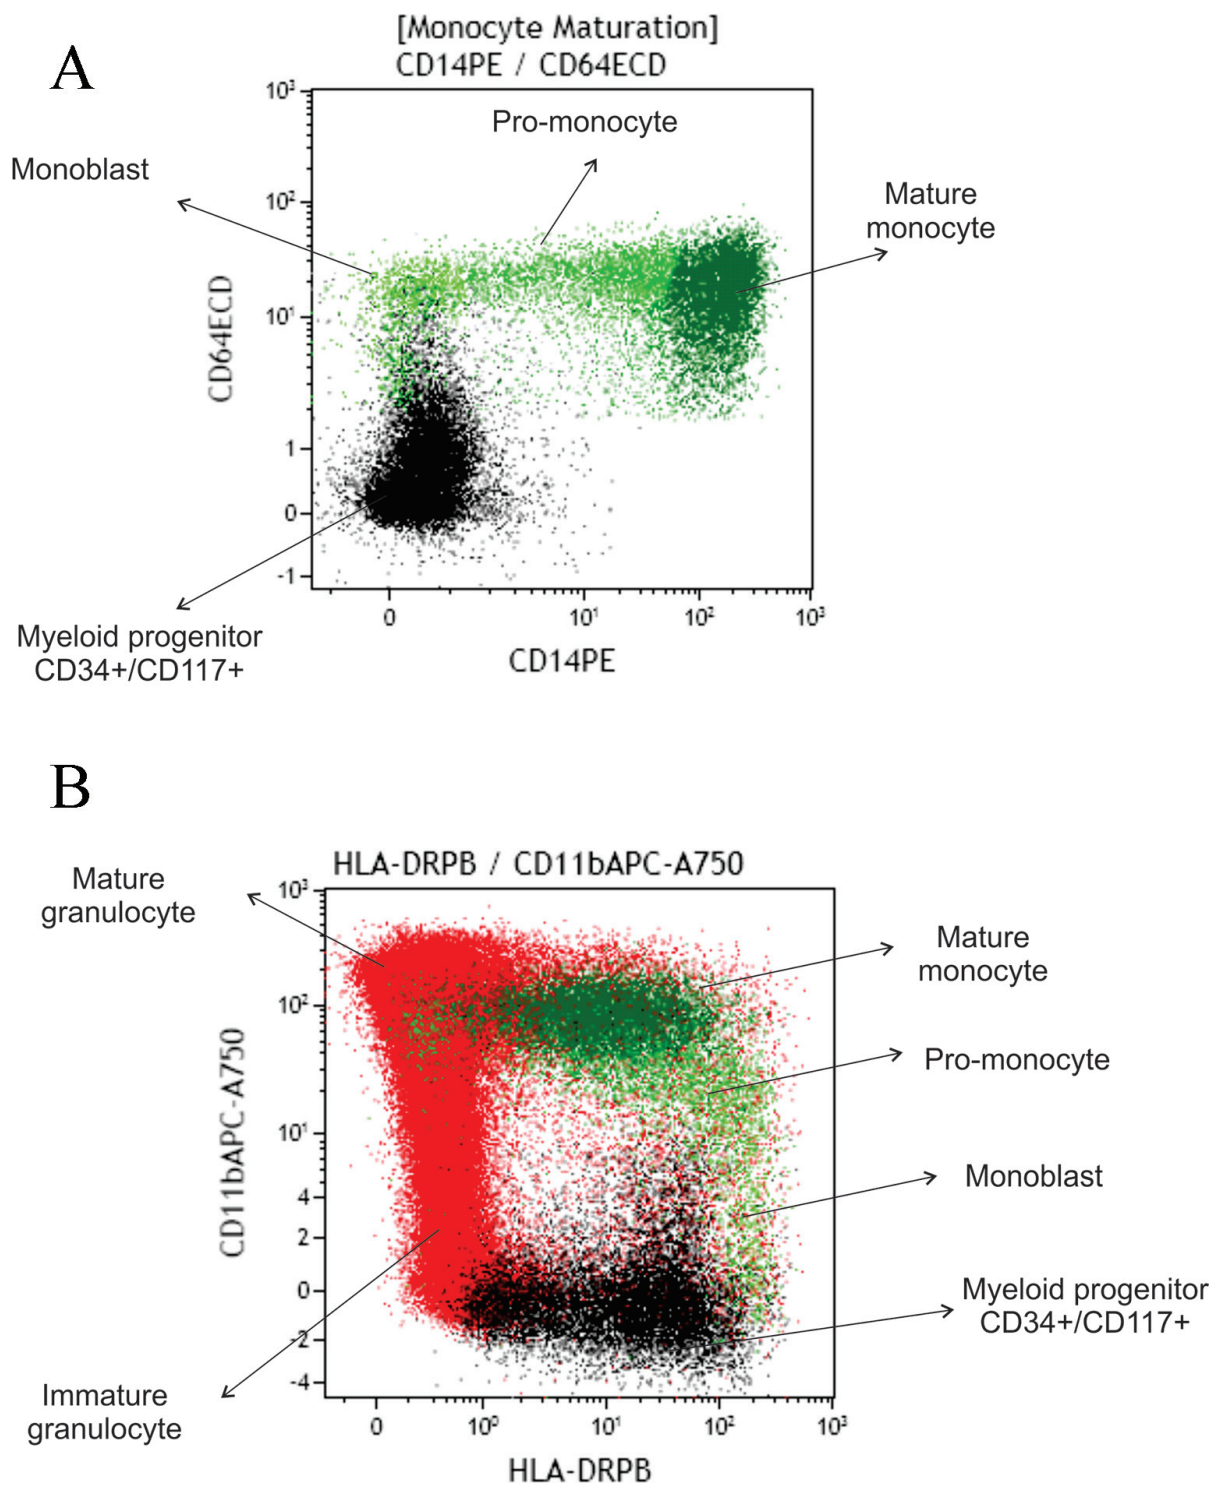 A
[Monocyte Maturation]
CD14PE / CD64ECD
Pro-monocyte
Monoblast
Mature
monocyte
10³
10²
10¹
1
0
-1
CD64ECD
0
10¹
10²
10³
CD14PE
Myeloid progenitor
CD34+/CD117+
B
HLA-DRPB / CD11bAPC-A750
Mature
granulocyte
Mature
monocyte
Pro-monocyte
Monoblast
Myeloid progenitor
CD34+/CD117+
Immature
granulocyte
10³
10²
10¹
4
2
0
-2
-4
CD11bAPC-A750
0
10⁰
10¹
10²
10³
HLA-DRPB